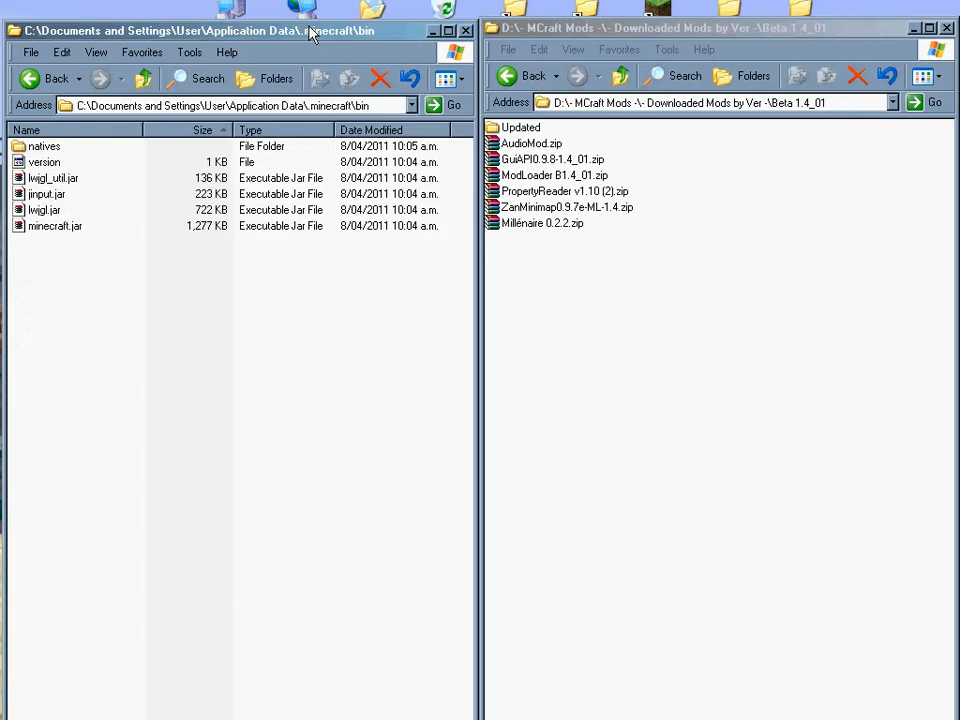 C:\Documents and Settings\User\Application Data\.minecraft\bin
File Edit View Favorites Tools Help
Back Search Folders
Address C:\Documents and Settings\User\Application Data\.minecraft\bin Go
Name Size Type Date Modified
natives File Folder 8/04/2011 10:05 a.m.
version 1 KB File 8/04/2011 10:04 a.m.
lwjgl_util.jar 136 KB Executable Jar File 8/04/2011 10:04 a.m.
jinput.jar 223 KB Executable Jar File 8/04/2011 10:04 a.m.
lwjgl.jar 722 KB Executable Jar File 8/04/2011 10:04 a.m.
minecraft.jar 1,277 KB Executable Jar File 8/04/2011 10:04 a.m.
D:\- MCraft Mods -\- Downloaded Mods by Ver -\Beta 1.4_01
File Edit View Favorites Tools Help
Back Search Folders
Address D:\- MCraft Mods -\- Downloaded Mods by Ver -\Beta 1.4_01 Go
Updated
AudioMod.zip
GuiAPI0.9.8-1.4_01.zip
ModLoader B1.4_01.zip
PropertyReader v1.10 (2).zip
ZanMinimap0.9.7e-ML-1.4.zip
Millénaire 0.2.2.zip